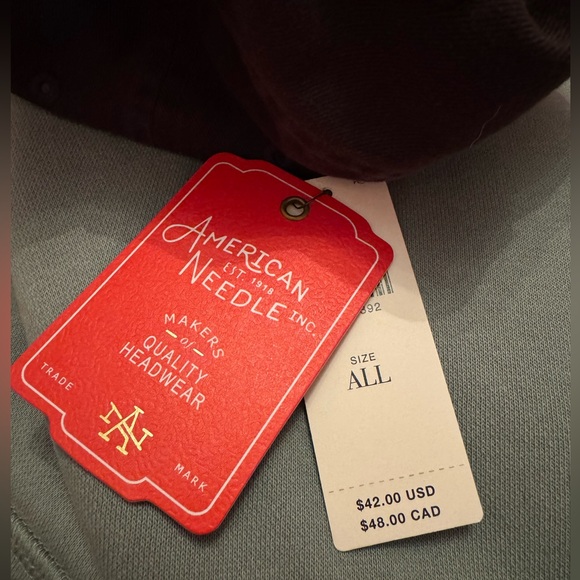 AMERICAN
EST. 1918
NEEDLE INC.
MAKERS
of
QUALITY
HEADWEAR
TRADE
MARK
392
SIZE
ALL
$42.00 USD
$48.00 CAD